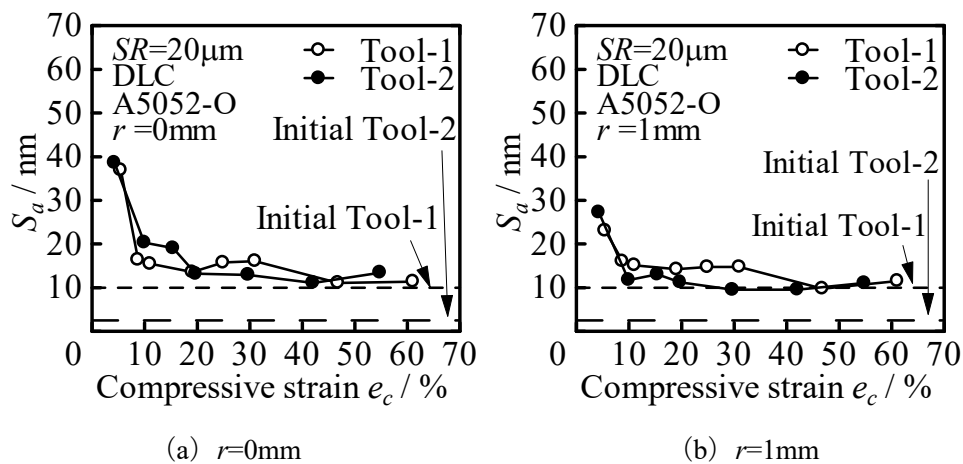 70
60
50
40
30
20
10
0
S_a / nm
SR=20μm
DLC
A5052-O
r =0mm
Tool-1
Tool-2
Initial Tool-2
Initial Tool-1
10 20 30 40 50 60 70
Compressive strain e_c / %
(a) r=0mm
70
60
50
40
30
20
10
0
S_a / nm
SR=20μm
DLC
A5052-O
r =1mm
Tool-1
Tool-2
Initial Tool-2
Initial Tool-1
10 20 30 40 50 60 70
Compressive strain e_c / %
(b) r=1mm